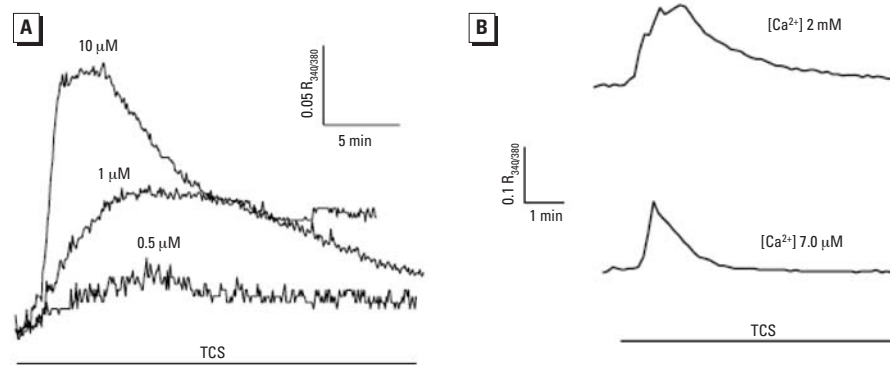 A
10 μM
0.05 R340/380
5 min
1 μM
0.5 μM
TCS
B
[Ca²⁺] 2 mM
0.1 R340/380
1 min
[Ca²⁺] 7.0 μM
TCS